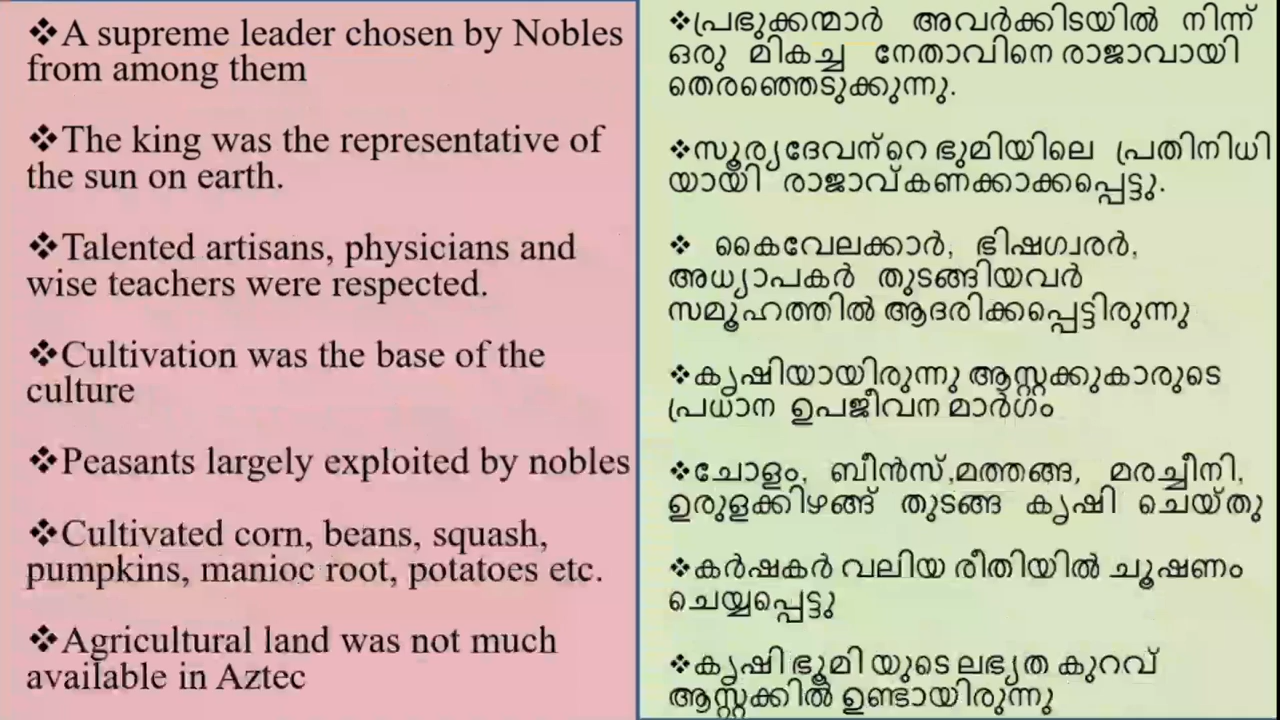 ❖A supreme leader chosen by Nobles
from among them
❖The king was the representative of
the sun on earth.
❖Talented artisans, physicians and
wise teachers were respected.
❖Cultivation was the base of the
culture
❖Peasants largely exploited by nobles
❖Cultivated corn, beans, squash,
pumpkins, manioc root, potatoes etc.
❖Agricultural land was not much
available in Aztec
❖പ്രഭുക്കന്മാർ അവർക്കിടയിൽ നിന്ന്
ഒരു മികച്ച നേതാവിനെ രാജാവായി
തെരഞ്ഞെടുക്കുന്നു.
❖സൂര്യദേവന്റെ ഭൂമിയിലെ പ്രതിനിധി
യായി രാജാവ്കണക്കാക്കപ്പെട്ടു.
❖ കൈവേലക്കാർ, ഭിഷഗ്വരർ,
അധ്യാപകർ തുടങ്ങിയവർ
സമൂഹത്തിൽ ആദരിക്കപ്പെട്ടിരുന്നു
❖കൃഷിയായിരുന്നു ആസ്റ്റക്കുകാരുടെ
പ്രധാന ഉപജീവന മാർഗം
❖ചോളം, ബീൻസ്,മത്തങ്ങ, മരച്ചീനി,
ഉരുളക്കിഴങ്ങ് തുടങ്ങ കൃഷി ചെയ്തു
❖കർഷകർ വലിയ രീതിയിൽ ചൂഷണം
ചെയ്യപ്പെട്ടു
❖കൃഷി ഭൂമി യുടെ ലഭ്യത കുറവ്
ആസ്റ്റക്കിൽ ഉണ്ടായിരുന്നു